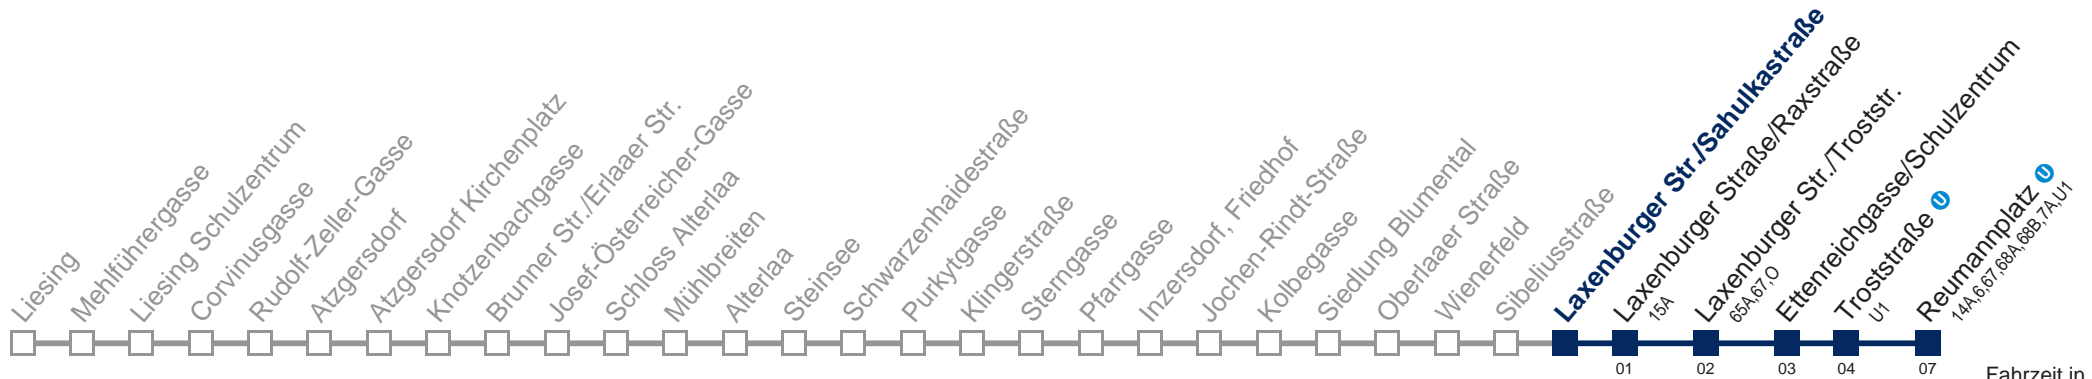 Liesing
Mehlführergasse
Liesing Schulzentrum
Corvinusgasse
Rudolf-Zeller-Gasse
Atzgersdorf
Atzgersdorf Kirchenplatz
Knotzenbachgasse
Brunner Str./Erlaaer Str.
Josef-Österreicher-Gasse
Schloss Alterlaa
Mühlbreiten
Alterlaa
Steinsee
Schwarzenhaidestraße
Purkytgasse
Klingerstraße
Sterngasse
Pfarrgasse
Inzersdorf, Friedhof
Jochen-Rindt-Straße
Kolbegasse
Siedlung Blumental
Oberlaaer Straße
Wienerfeld
Sibeliusstraße
Laxenburger Str./Sahulkastraße
Laxenburger Straße/Raxstraße
15A
Laxenburger Str./Troststr.
65A,67,O
Ettenreichgasse/Schulzentrum
Troststraße U
U1
Reumannplatz U
14A,6,67,68A,68B,7A,U1
01 02 03 04 07
Fahrzeit in